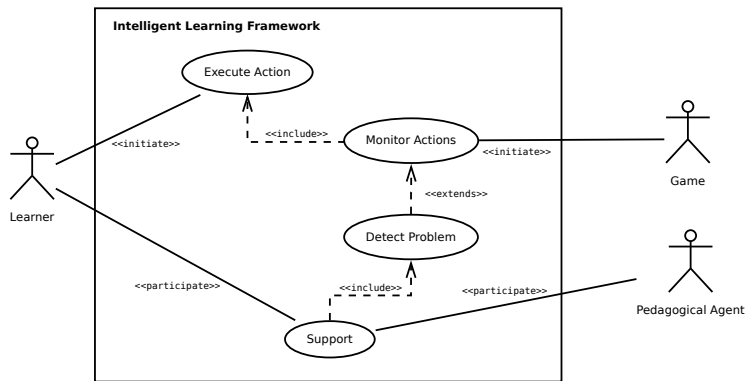 Intelligent Learning Framework
Execute Action
<<include>>
Monitor Actions
<<initiate>>
<<initiate>>
Game
<<extends>>
Learner
Detect Problem
<<participate>>
<<include>>
<<participate>>
Pedagogical Agent
Support